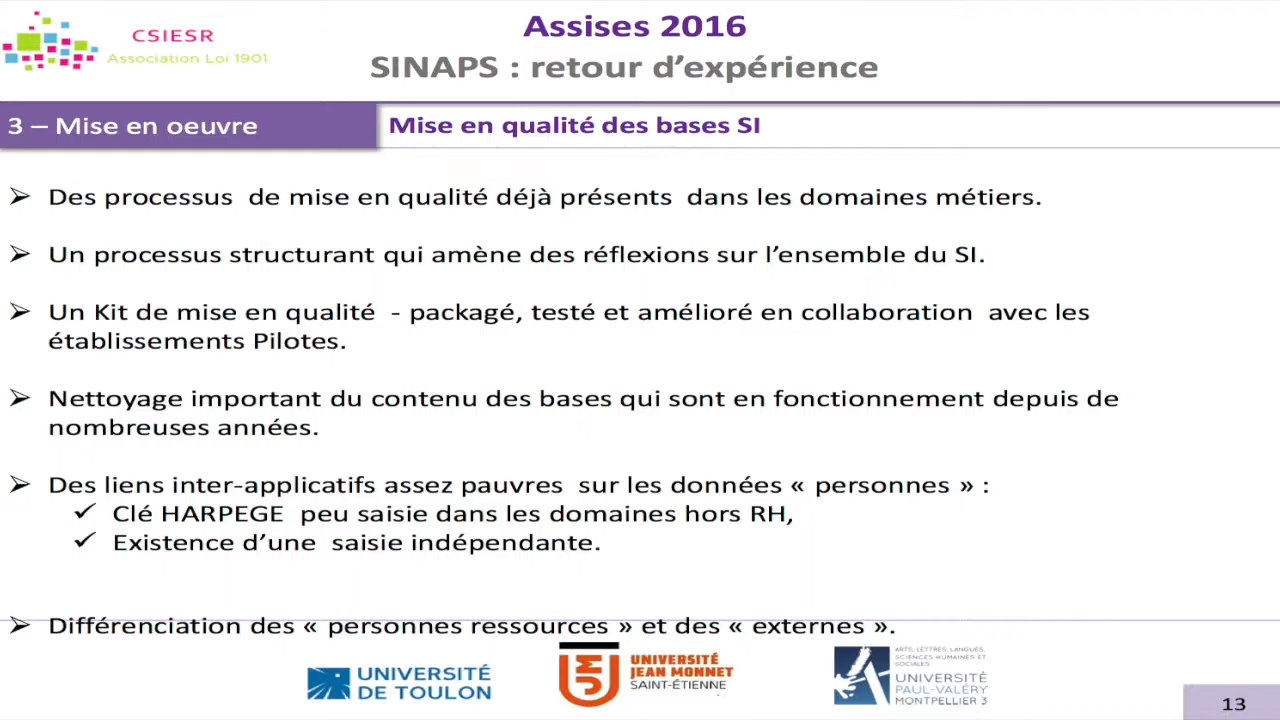 CSIESR
Association Loi 1901
Assises 2016
SINAPS : retour d’expérience
3 – Mise en oeuvre
Mise en qualité des bases SI
➢ Des processus de mise en qualité déjà présents dans les domaines métiers.
➢ Un processus structurant qui amène des réflexions sur l’ensemble du SI.
➢ Un Kit de mise en qualité - packagé, testé et amélioré en collaboration avec les
établissements Pilotes.
➢ Nettoyage important du contenu des bases qui sont en fonctionnement depuis de
nombreuses années.
➢ Des liens inter-applicatifs assez pauvres sur les données « personnes » :
✓ Clé HARPEGE peu saisie dans les domaines hors RH,
✓ Existence d’une saisie indépendante.
➢ Différenciation des « personnes ressources » et des « externes ».
UNIVERSITÉ
DE TOULON
UNIVERSITÉ
JEAN MONNET
SAINT-ÉTIENNE
ARTS, LETTRES, LANGUES,
SCIENCES HUMAINES ET
SOCIALES
UNIVERSITÉ
PAUL-VALÉRY
MONTPELLIER 3
13